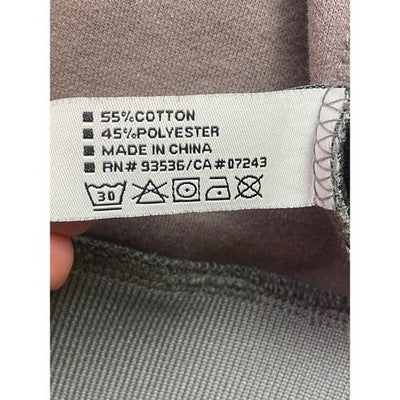 55%COTTON
45%POLYESTER
MADE IN CHINA
RN# 93536/CA# 07243
30